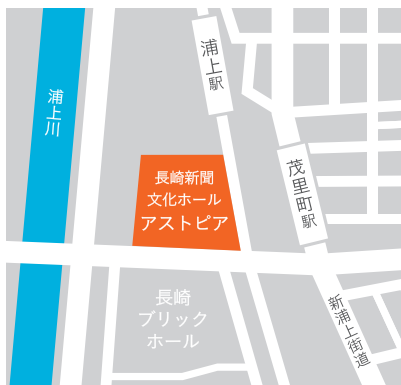 浦上駅
浦上川
茂里町駅
長崎新聞
文化ホール
アストピア
長崎
ブリック
ホール
新浦上街道